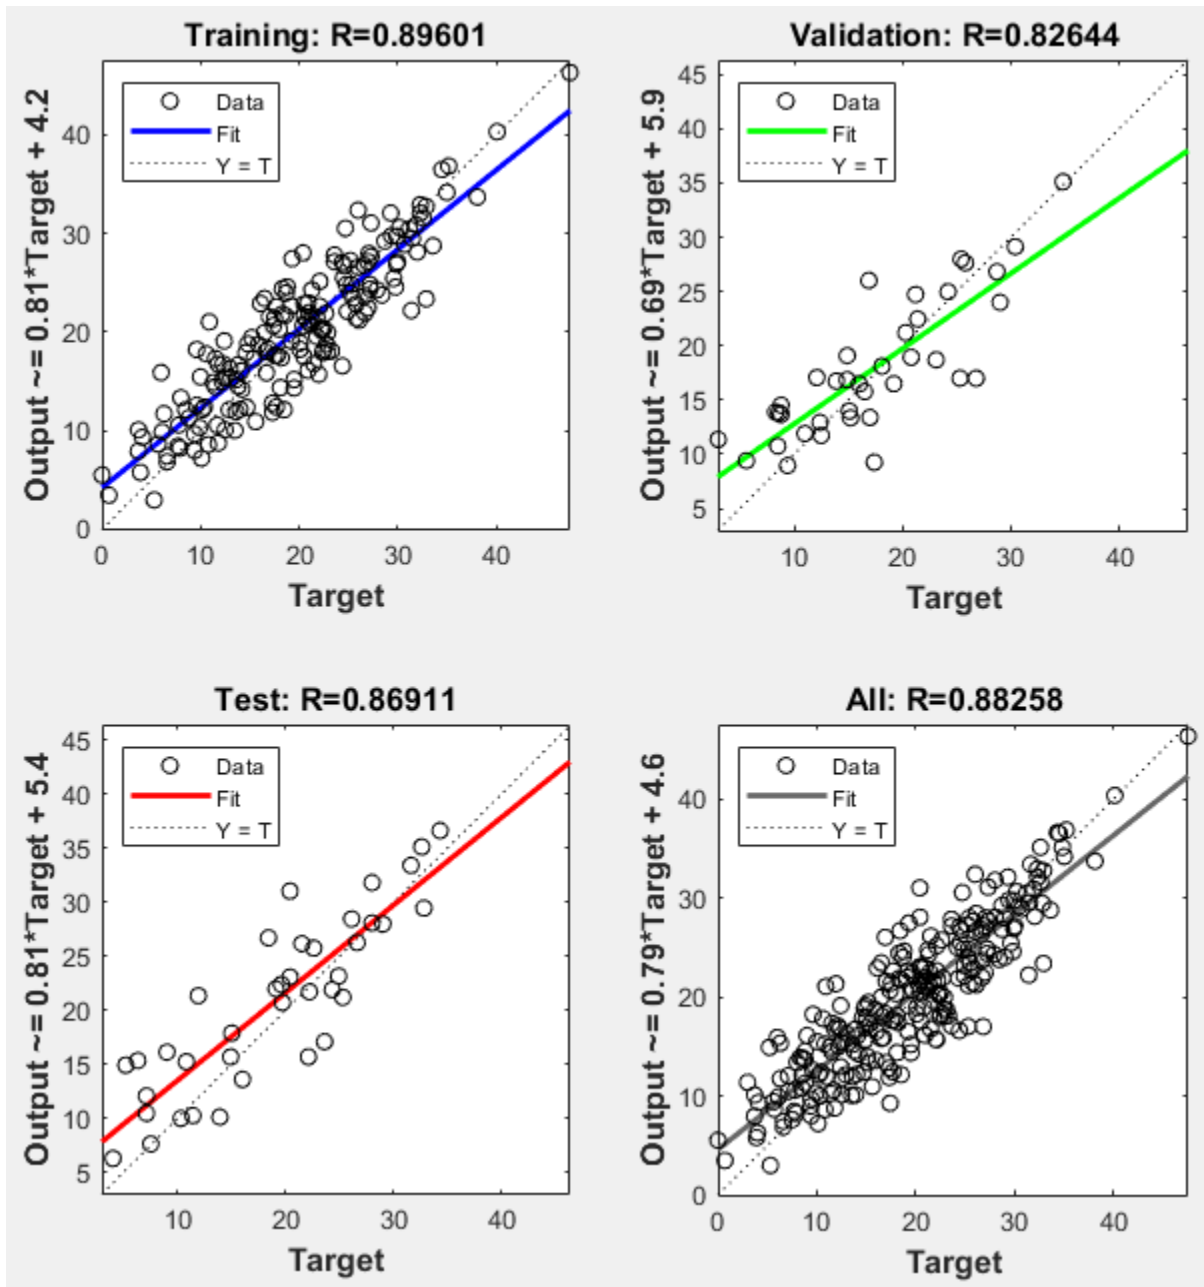 Training: R=0.89601
Output ~= 0.81*Target + 4.2
Data
Fit
Y = T
40
30
20
10
0
0 10 20 30 40
Target
Validation: R=0.82644
Output ~= 0.69*Target + 5.9
Data
Fit
Y = T
45
40
35
30
25
20
15
10
5
10 20 30 40
Target
Test: R=0.86911
Output ~= 0.81*Target + 5.4
Data
Fit
Y = T
45
40
35
30
25
20
15
10
5
10 20 30 40
Target
All: R=0.88258
Output ~= 0.79*Target + 4.6
Data
Fit
Y = T
40
30
20
10
0
0 10 20 30 40
Target